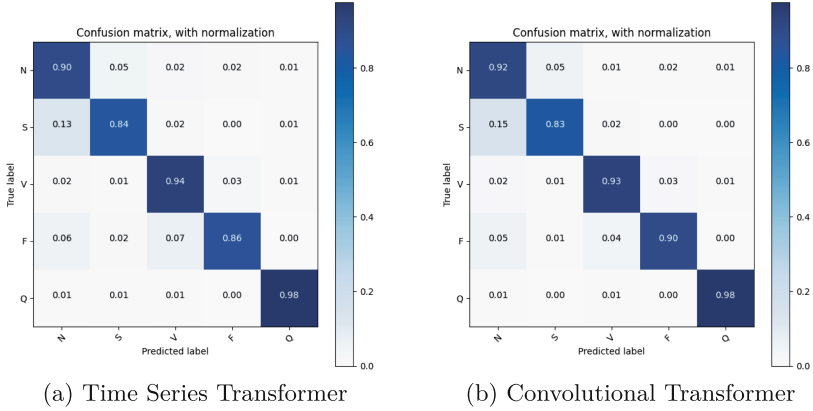 Confusion matrix, with normalization
N 0.90 0.05 0.02 0.02 0.01
S 0.13 0.84 0.02 0.00 0.01
V 0.02 0.01 0.94 0.03 0.01
F 0.06 0.02 0.07 0.86 0.00
Q 0.01 0.01 0.01 0.00 0.98
N S V F Q
True label
Predicted label
0.8
0.6
0.4
0.2
0.0
(a) Time Series Transformer
Confusion matrix, with normalization
N 0.92 0.05 0.01 0.02 0.01
S 0.15 0.83 0.02 0.00 0.00
V 0.02 0.01 0.93 0.03 0.01
F 0.05 0.01 0.04 0.90 0.00
Q 0.01 0.00 0.01 0.00 0.98
N S V F Q
True label
Predicted label
0.8
0.6
0.4
0.2
0.0
(b) Convolutional Transformer